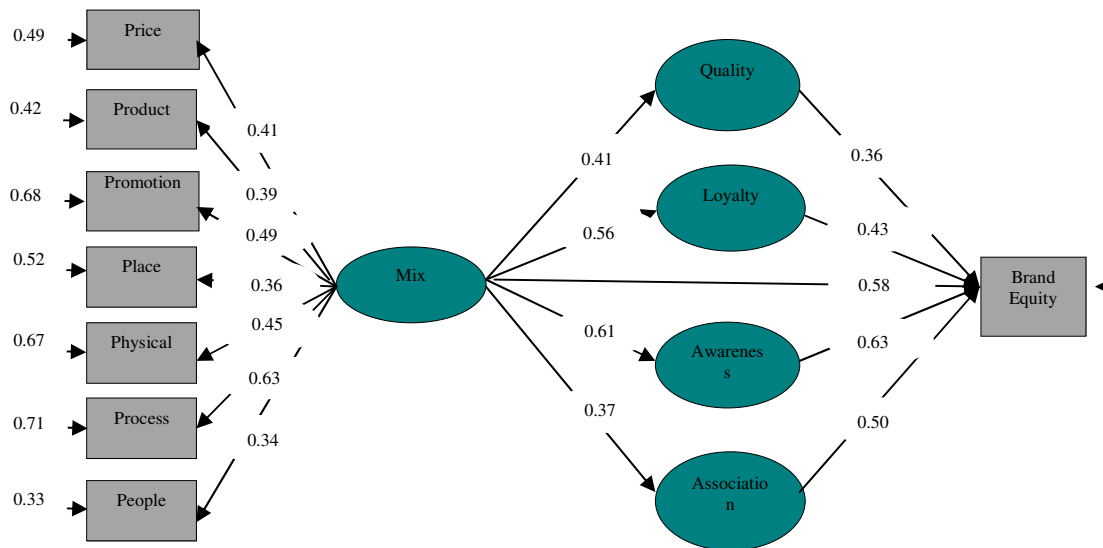 0.49
Price
0.42
Product
0.68
Promotion
0.52
Place
0.67
Physical
0.71
Process
0.33
People
0.41
0.39
0.49
0.36
0.45
0.63
0.34
Mix
0.41
0.56
0.61
0.37
Quality
Loyalty
Awarenes
s
Associatio
n
0.36
0.43
0.58
0.63
0.50
Brand
Equity